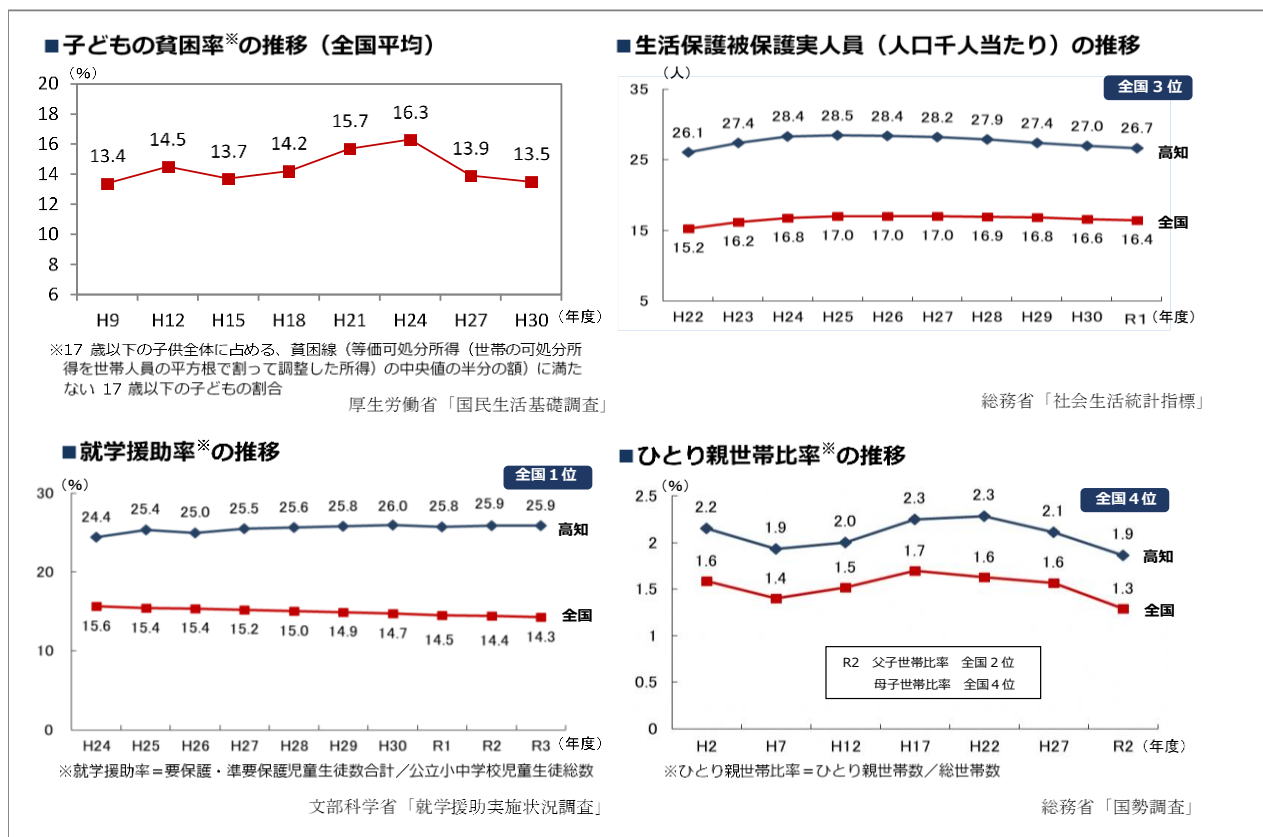 ■子どもの貧困率※の推移（全国平均）
（%）
20
18
16
14
12
10
8
6
13.4 14.5 13.7 14.2 15.7 16.3 13.9 13.5
H9 H12 H15 H18 H21 H24 H27 H30 （年度）
※17 歳以下の子供全体に占める、貧困線（等価可処分所得（世帯の可処分所
得を世帯人員の平方根で割って調整した所得）の中央値の半分の額）に満た
ない 17 歳以下の子どもの割合
厚生労働省「国民生活基礎調査」
■生活保護被保護実人員（人口千人当たり）の推移
（人）
全国３位
35
25
15
5
26.1 27.4 28.4 28.5 28.4 28.2 27.9 27.4 27.0 26.7
高知
全国
15.2 16.2 16.8 17.0 17.0 17.0 16.9 16.8 16.6 16.4
H22 H23 H24 H25 H26 H27 H28 H29 H30 R1 （年度）
総務省「社会生活統計指標」
■就学援助率※の推移
（%）
全国１位
30
20
10
0
24.4 25.4 25.0 25.5 25.6 25.8 26.0 25.8 25.9 25.9
高知
全国
15.6 15.4 15.4 15.2 15.0 14.9 14.7 14.5 14.4 14.3
H24 H25 H26 H27 H28 H29 H30 R1 R2 R3 （年度）
※就学援助率＝要保護・準要保護児童生徒数合計／公立小中学校児童生徒総数
文部科学省「就学援助実施状況調査」
■ひとり親世帯比率※の推移
（%）
全国４位
2.5
2
1.5
1
0.5
0
2.2 1.9 2.0 2.3 2.3 2.1 1.9
高知
1.6 1.4 1.5 1.7 1.6 1.6 1.3
全国
R2 父子世帯比率 全国２位
母子世帯比率 全国４位
H2 H7 H12 H17 H22 H27 R2 （年度）
※ひとり親世帯比率＝ひとり親世帯数／総世帯数
総務省「国勢調査」